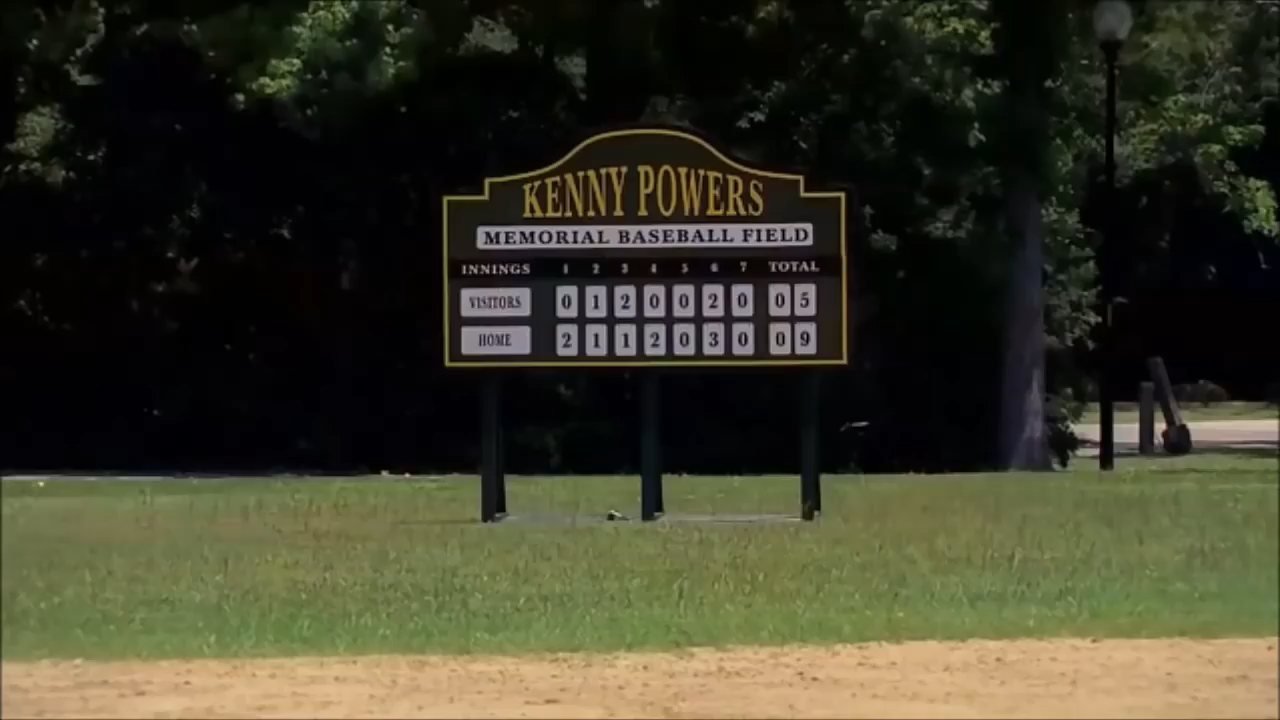 KENNY POWERS
MEMORIAL BASEBALL FIELD
INNINGS 1 2 3 4 5 6 7 TOTAL
VISITORS 0 1 2 0 0 2 0 0 5
HOME 2 1 1 2 0 3 0 0 9